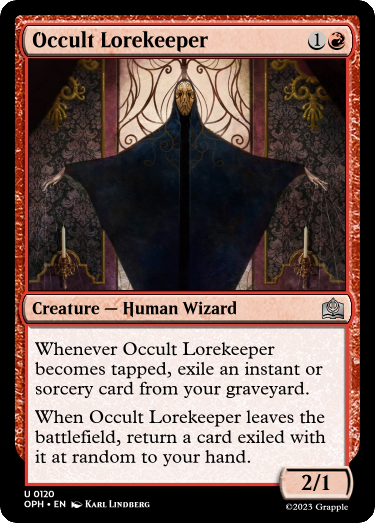 Occult Lorekeeper 1
Creature — Human Wizard
Whenever Occult Lorekeeper
becomes tapped, exile an instant or
sorcery card from your graveyard.
When Occult Lorekeeper leaves the
battlefield, return a card exiled with
it at random to your hand.
2/1
U 0120
OPH • EN Karl Lindberg
©2023 Grapple